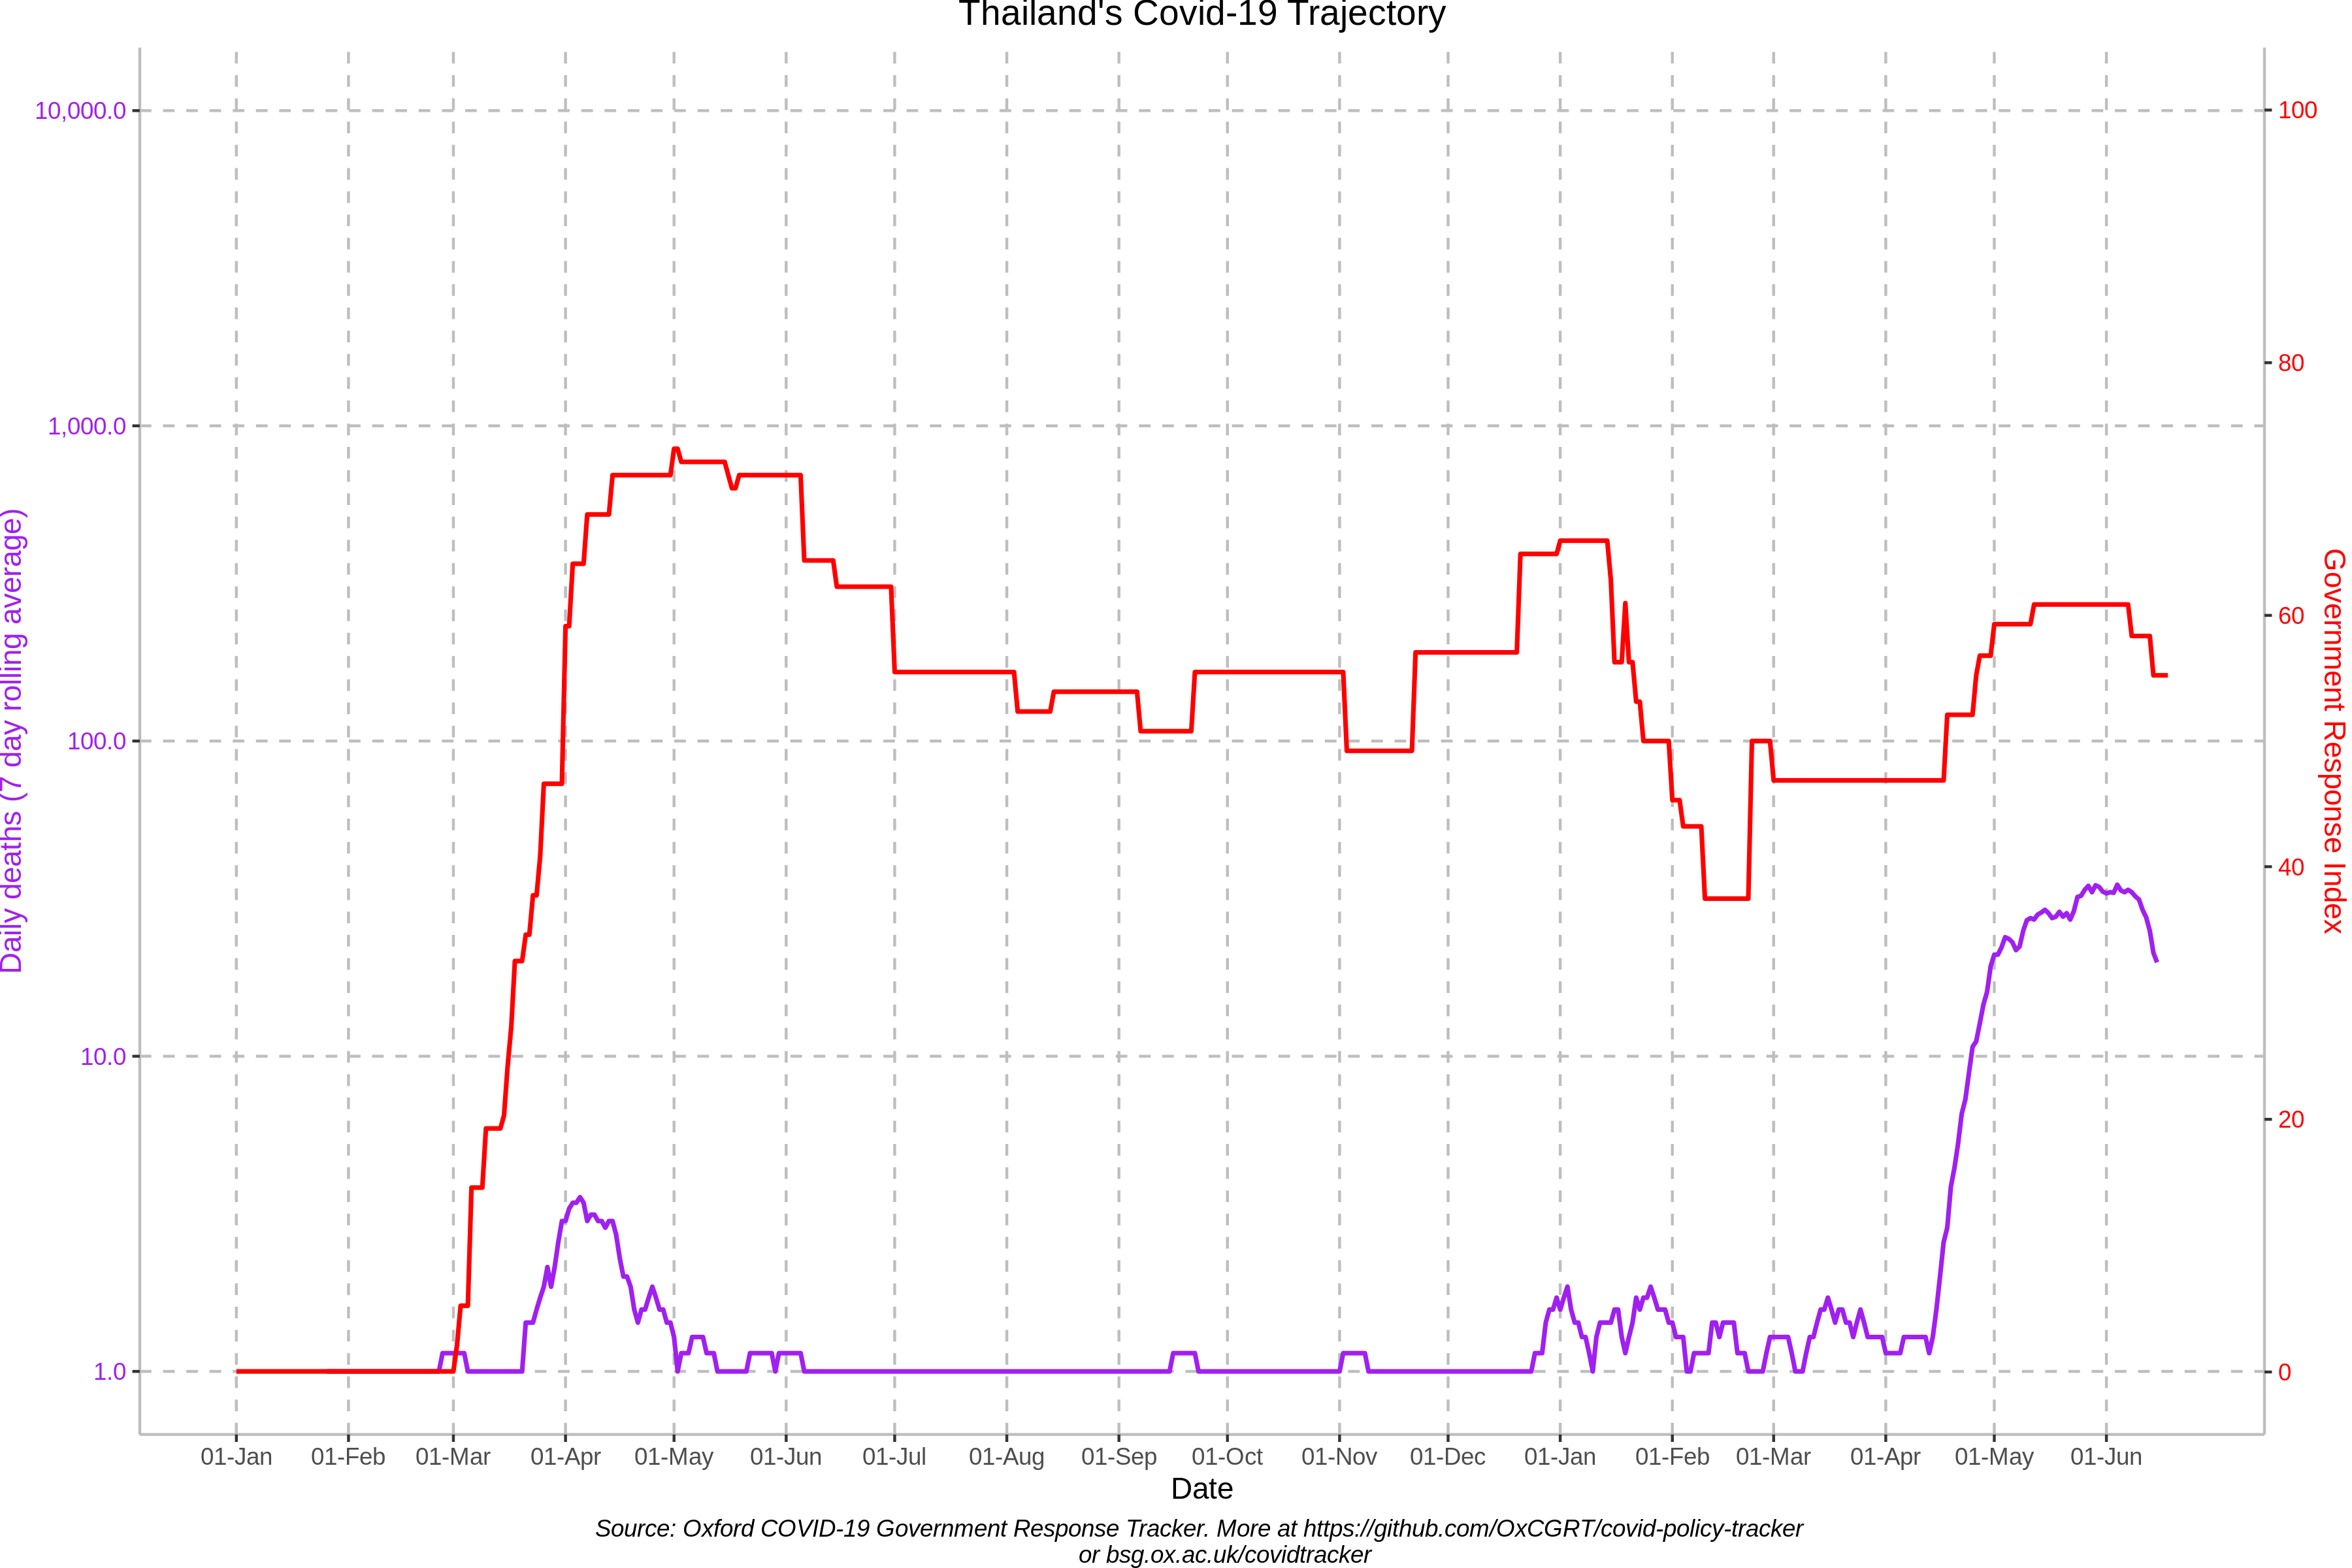 Thailand's Covid-19 Trajectory
10,000.0
1,000.0
100.0
10.0
1.0
Daily deaths (7 day rolling average)
100
80
60
40
20
0
Government Response Index
01-Jan 01-Feb 01-Mar 01-Apr 01-May 01-Jun 01-Jul 01-Aug 01-Sep 01-Oct 01-Nov 01-Dec 01-Jan 01-Feb 01-Mar 01-Apr 01-May 01-Jun
Date
Source: Oxford COVID-19 Government Response Tracker. More at https://github.com/OxCGRT/covid-policy-tracker
or bsg.ox.ac.uk/covidtracker